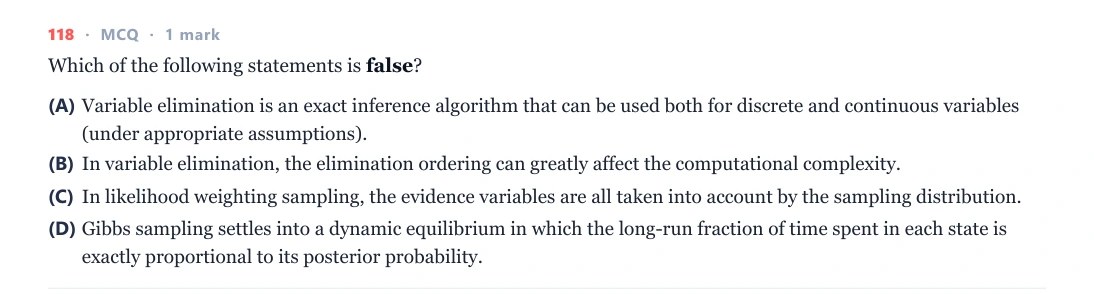 118 · MCQ · 1 mark
Which of the following statements is false?
(A) Variable elimination is an exact inference algorithm that can be used both for discrete and continuous variables
(under appropriate assumptions).
(B) In variable elimination, the elimination ordering can greatly affect the computational complexity.
(C) In likelihood weighting sampling, the evidence variables are all taken into account by the sampling distribution.
(D) Gibbs sampling settles into a dynamic equilibrium in which the long-run fraction of time spent in each state is
exactly proportional to its posterior probability.